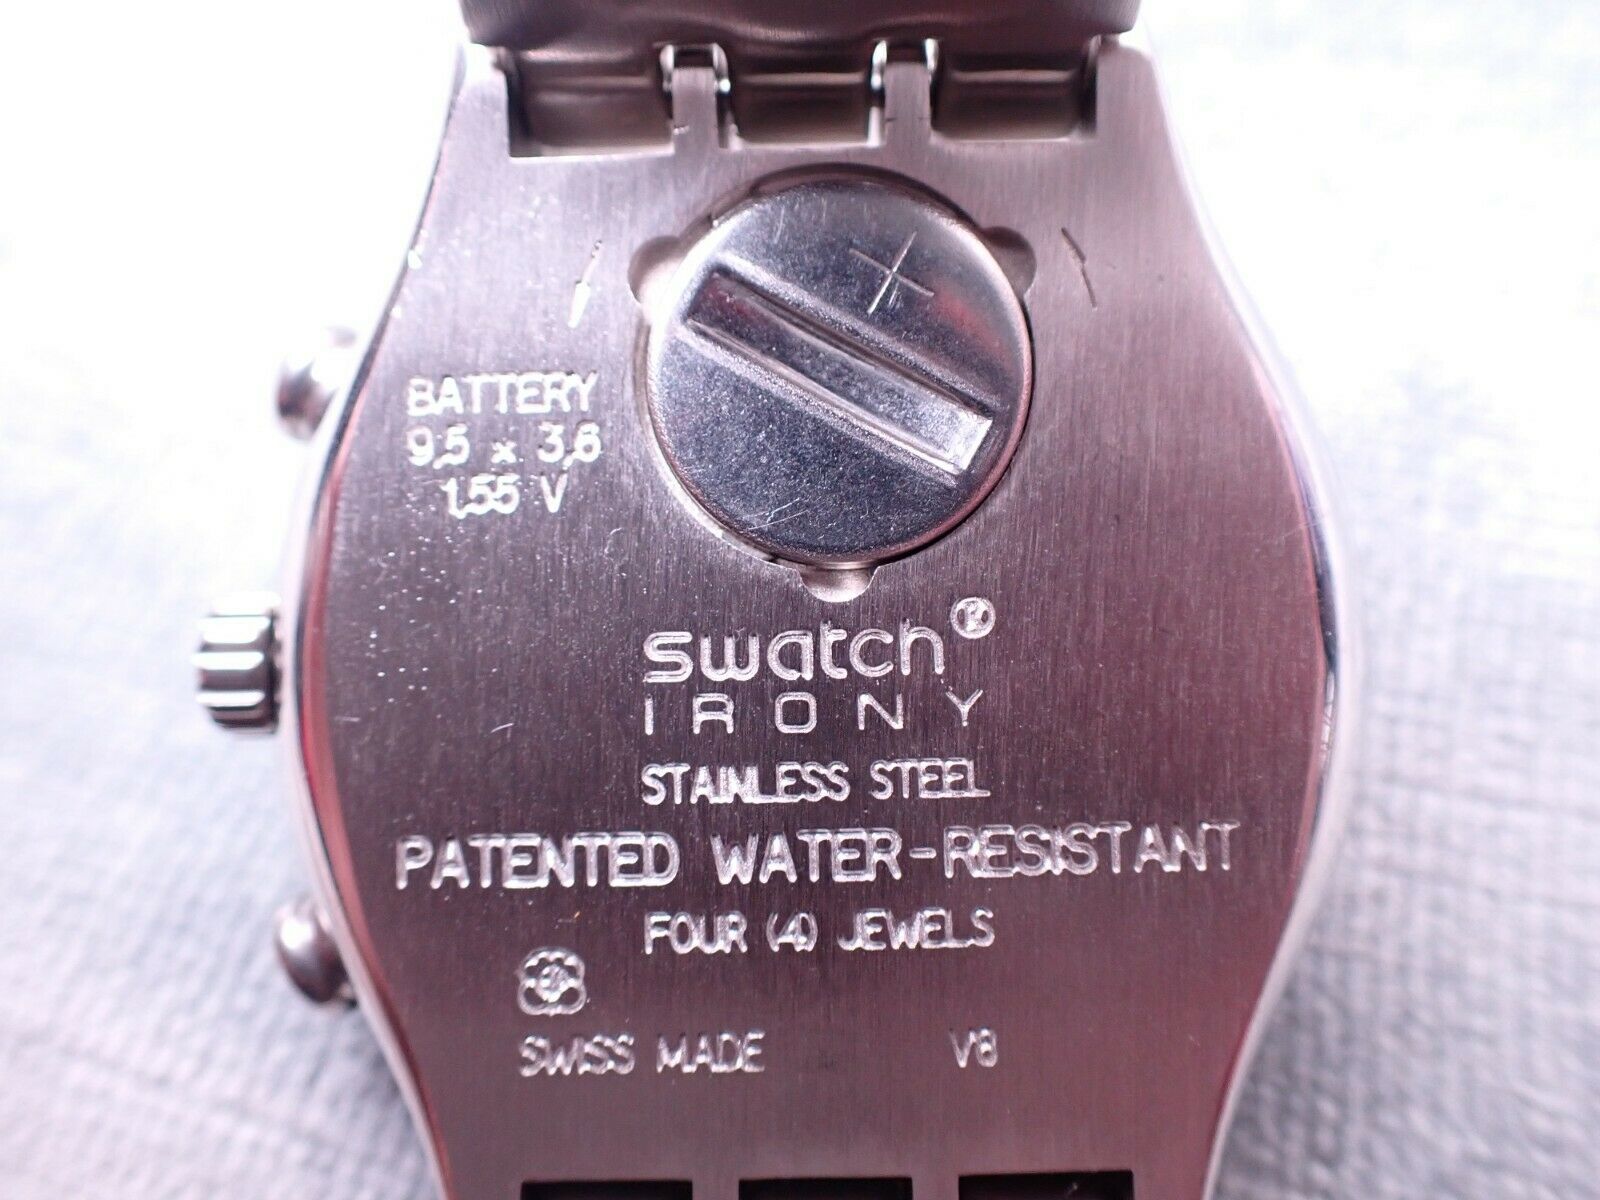 +
BATTERY
9,5 x 3,6
1,55 V
swatch®
IRONY
STAINLESS STEEL
PATENTED WATER-RESISTANT
FOUR (4) JEWELS
SWISS MADE V8